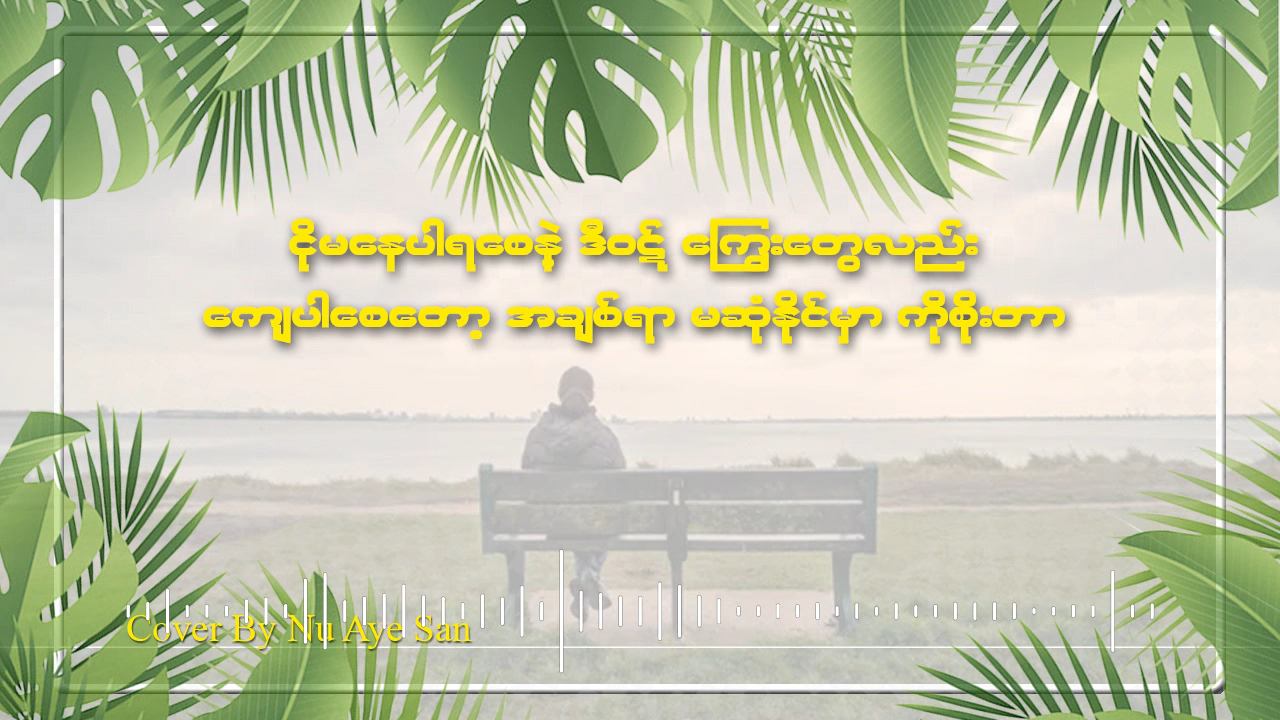 ငိုမနေပါရစေနဲ့ ဒီဝဋ် ကြွေးတွေလည်း
ကျေပါစေတော့ အချစ်ရာ မဆုံနိုင်မှာ ကိုစိုးတာ
Cover By Nu Aye San